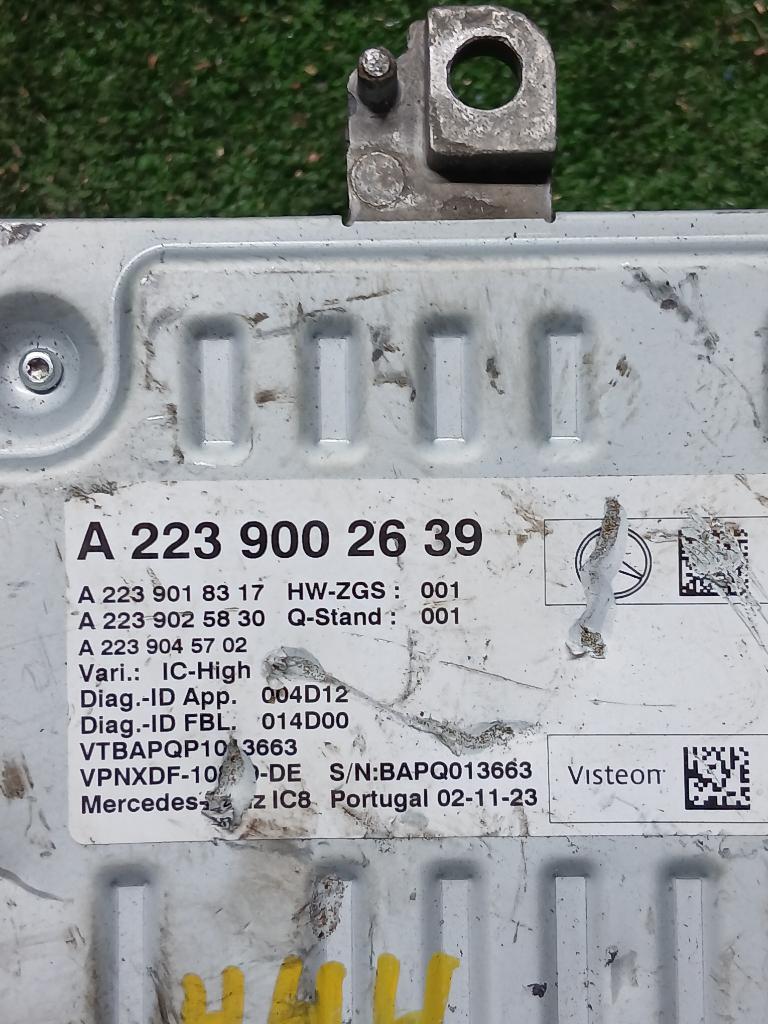 A 223 900 26 39
A 223 901 83 17 HW-ZGS : 001
A 223 902 58 30 Q-Stand : 001
A 223 904 57 02
Vari.: IC-High
Diag.-ID App. 004D12
Diag.-ID FBL. 014D00
S/N:BAPQ013663
IC8 Portugal 02-11-23
Visteon